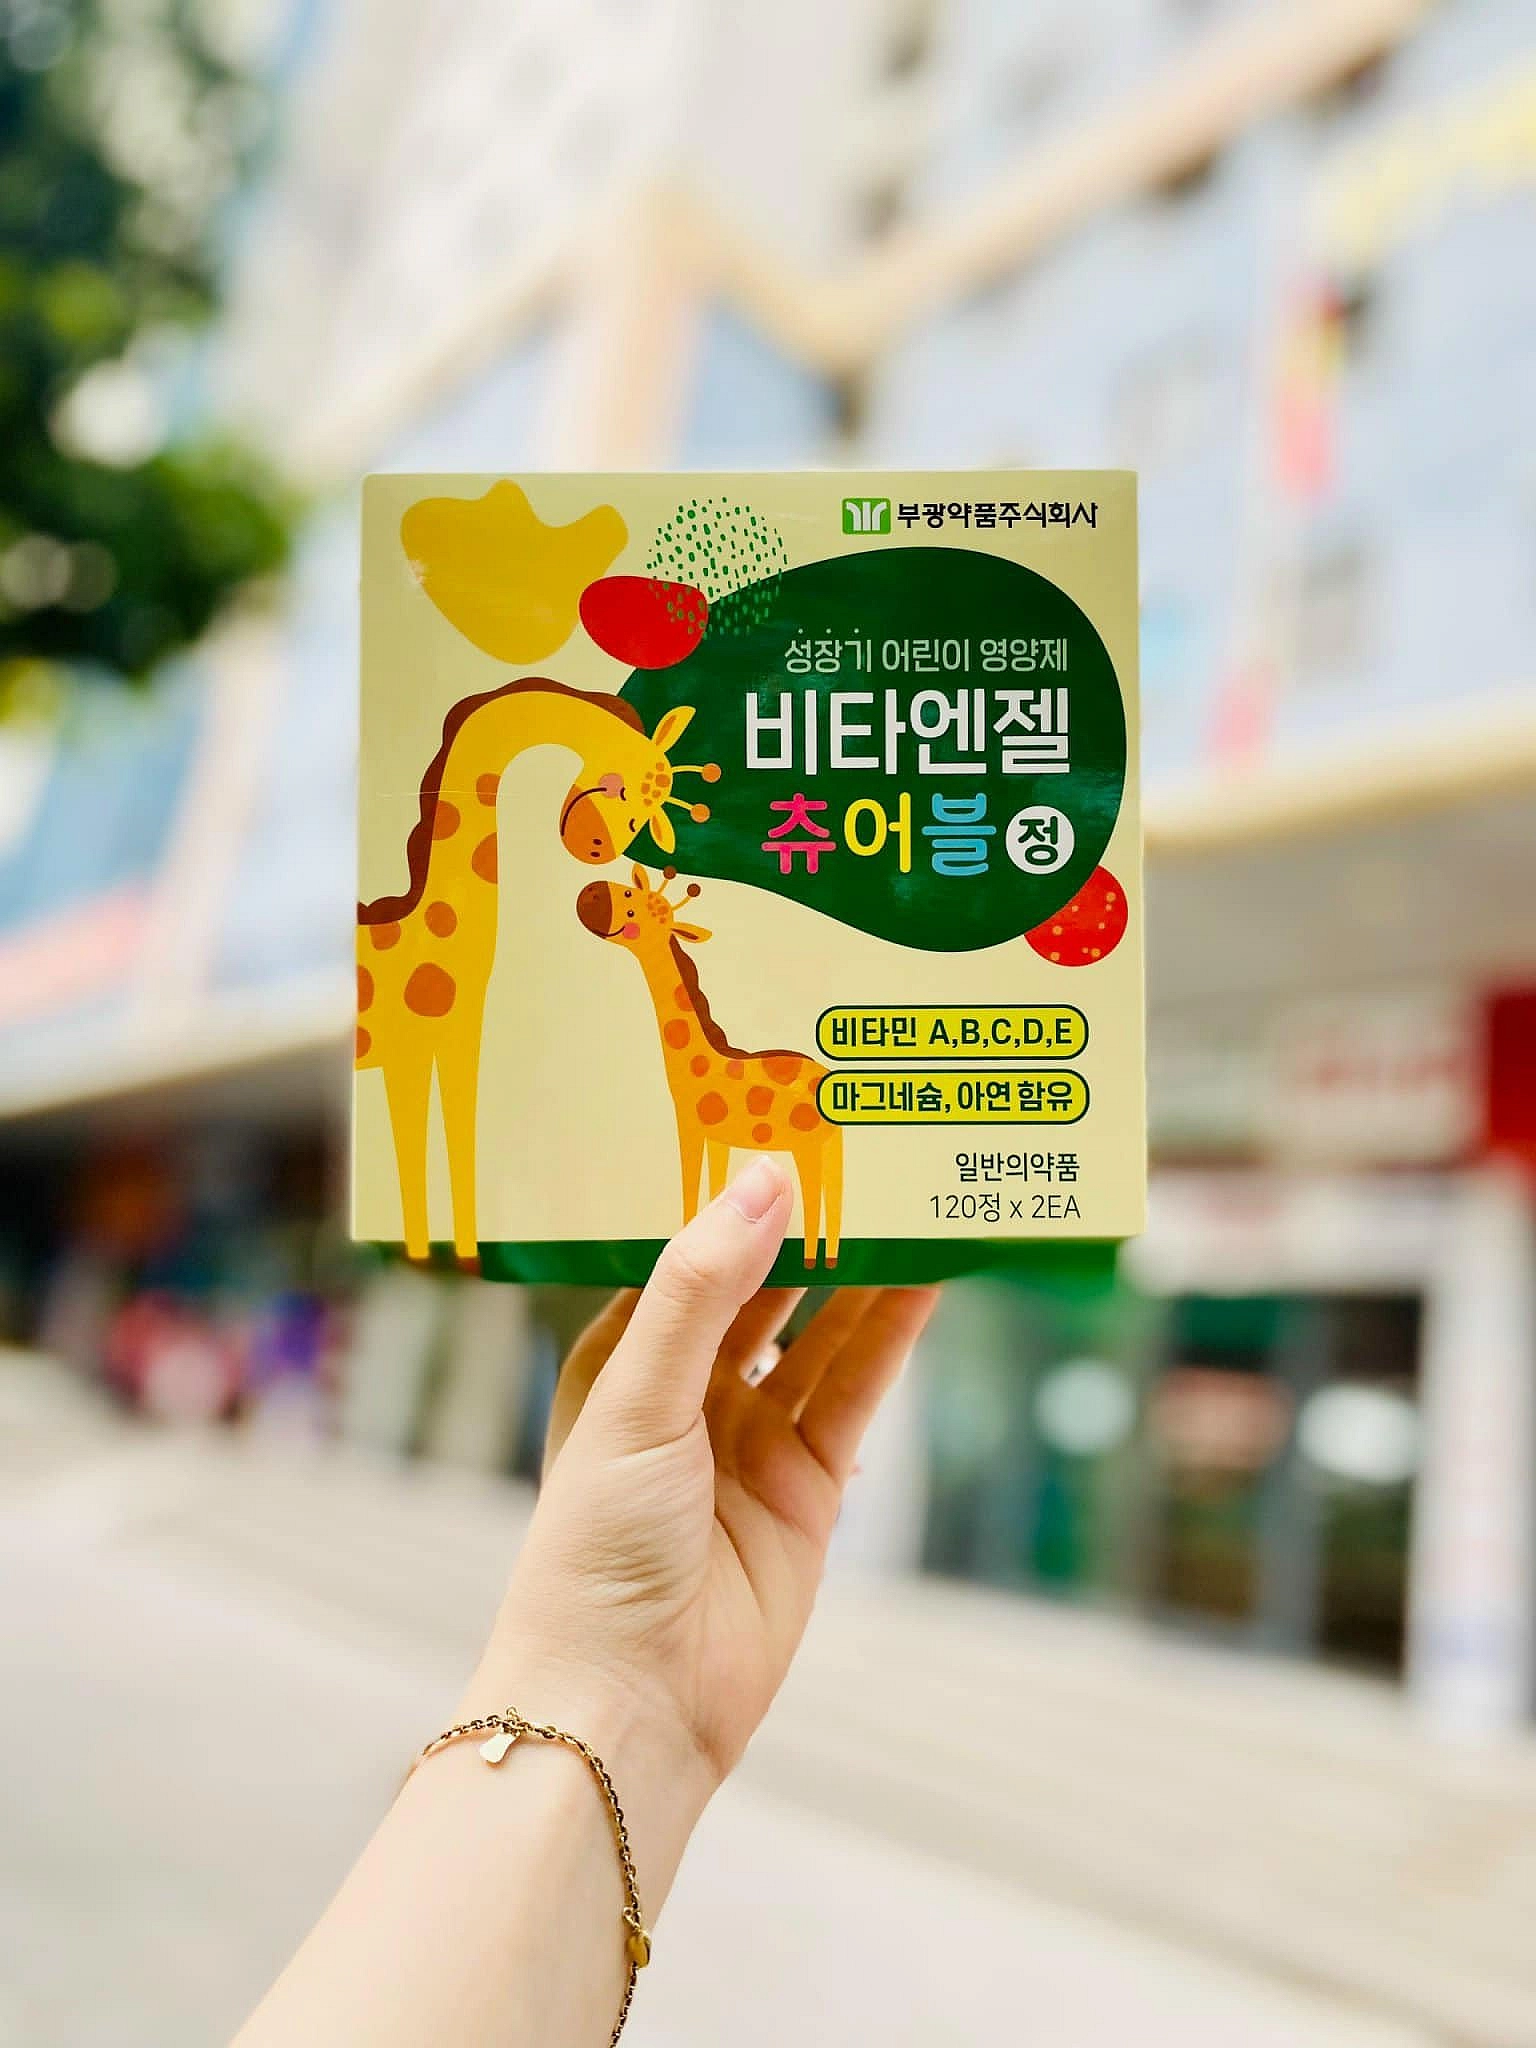 부광약품주식회사
성장기 어린이 영양제
비타엔젤
츄어블 정
비타민 A,B,C,D,E
마그네슘, 아연 함유
일반의약품
120정 x 2EA